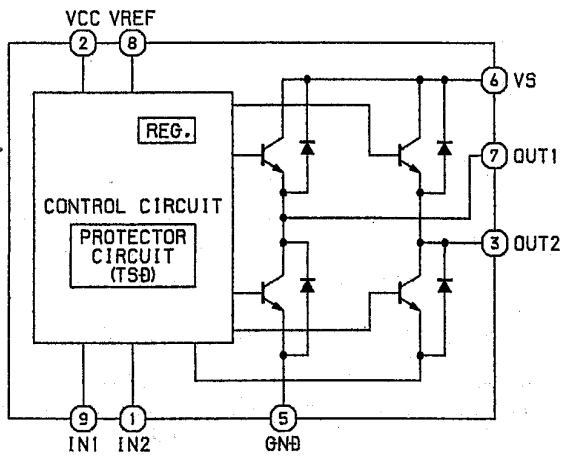 VCC VREF
2 8
6 VS
REG.
7 OUT1
CONTROL CIRCUIT
PROTECTOR
CIRCUIT
(TSD)
3 OUT2
9 1 5
IN1 IN2 GND